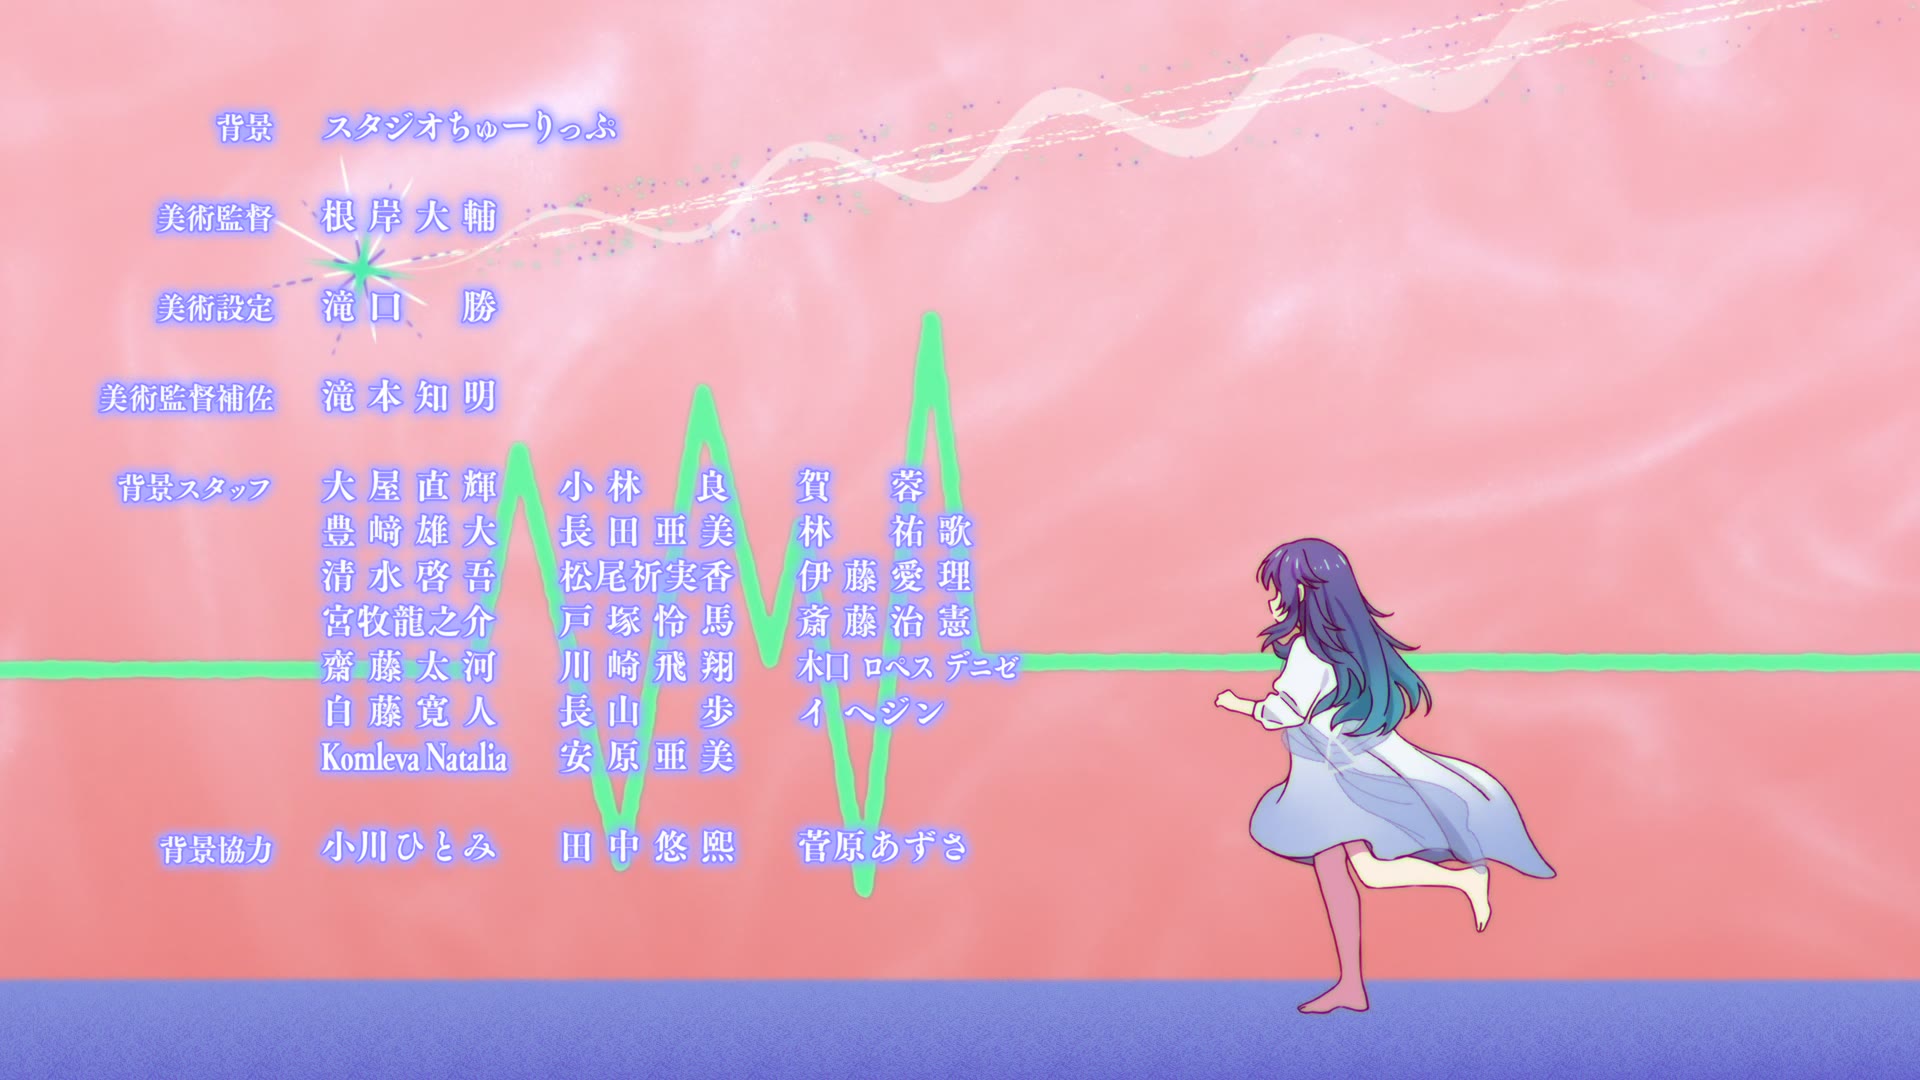 背景 スタジオちゅーりっぷ
美術監督 根岸大輔
美術設定 滝口 勝
美術監督補佐 滝本知明
背景スタッフ 大屋直輝 小林 良 賀 蓉
豊﨑雄大 長田亜美 林 祐歌
清水啓吾 松尾祈実香 伊藤愛理
宮牧龍之介 戸塚怜馬 斎藤治憲
齋藤太河 川崎飛翔 木口 ロペス デニゼ
白藤寛人 長山 歩 イ ヘジン
Komleva Natalia 安原亜美
背景協力 小川ひとみ 田中悠熙 菅原あずさ